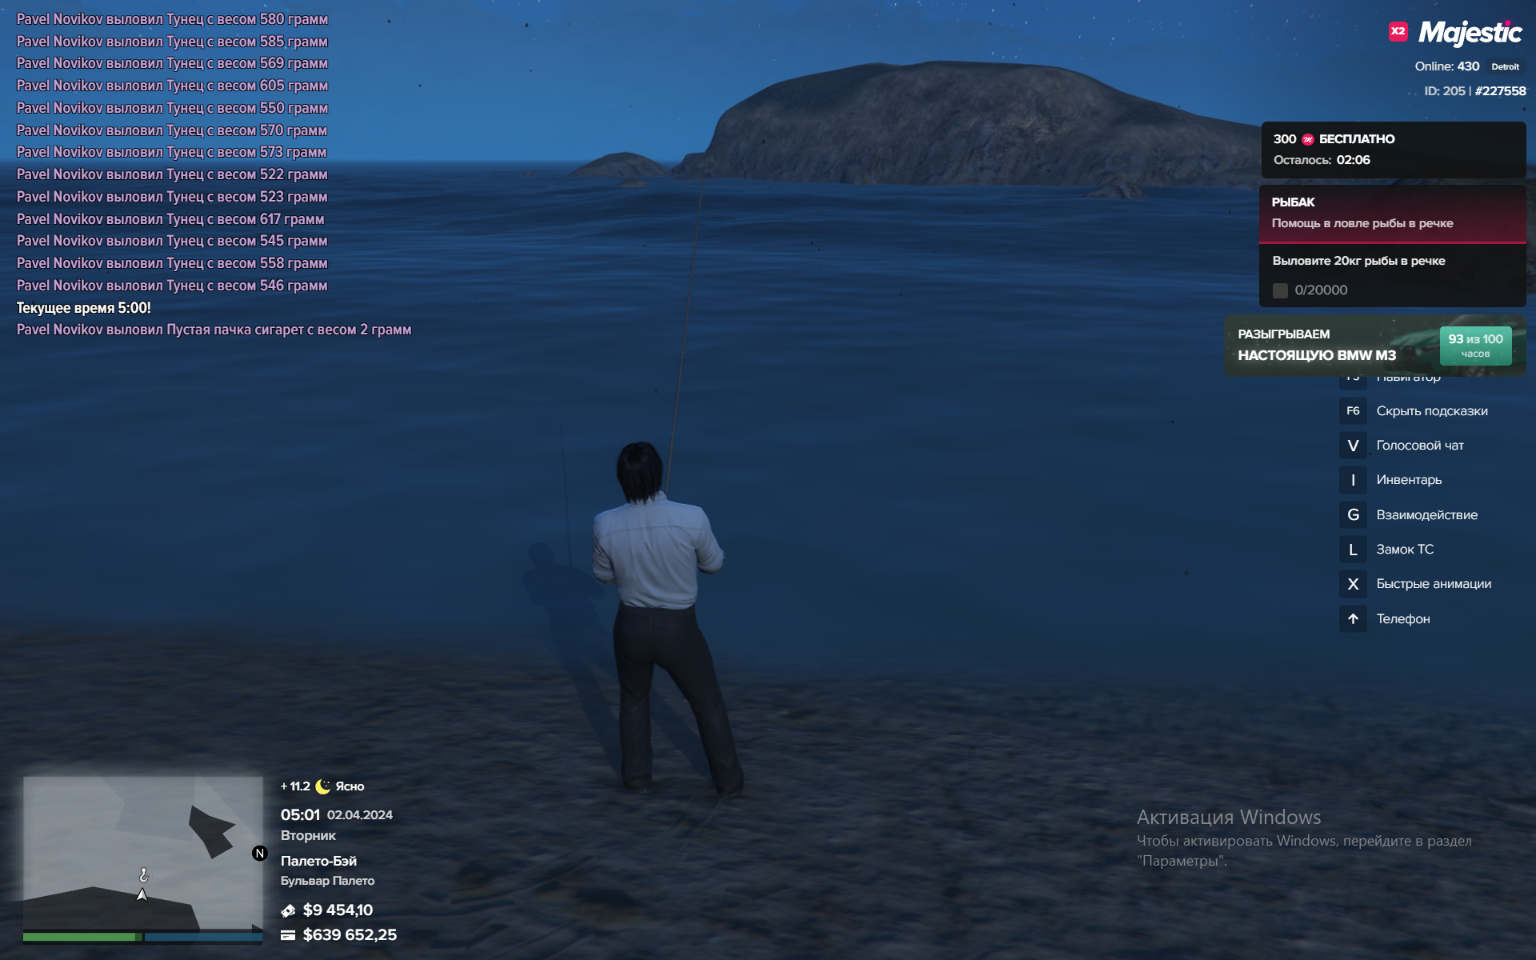 Pavel Novikov выловил Тунец с весом 580 грамм
Pavel Novikov выловил Тунец с весом 585 грамм
Pavel Novikov выловил Тунец с весом 569 грамм
Pavel Novikov выловил Тунец с весом 605 грамм
Pavel Novikov выловил Тунец с весом 550 грамм
Pavel Novikov выловил Тунец с весом 570 грамм
Pavel Novikov выловил Тунец с весом 573 грамм
Pavel Novikov выловил Тунец с весом 522 грамм
Pavel Novikov выловил Тунец с весом 523 грамм
Pavel Novikov выловил Тунец с весом 617 грамм
Pavel Novikov выловил Тунец с весом 545 грамм
Pavel Novikov выловил Тунец с весом 558 грамм
Pavel Novikov выловил Тунец с весом 546 грамм
Текущее время 5:00!
Pavel Novikov выловил Пустая пачка сигарет с весом 2 грамм
X2 Majestic
Online: 430 Detroit
ID: 205 | #227558
300 БЕСПЛАТНО
Осталось: 02:06
РЫБАК
Помощь в ловле рыбы в речке
Выловите 20кг рыбы в речке
0/20000
РАЗЫГРЫВАЕМ
НАСТОЯЩУЮ BMW M3
93 из 100
часов
Навигатор
F6 Скрыть подсказки
V Голосовой чат
I Инвентарь
G Взаимодействие
L Замок ТС
X Быстрые анимации
Телефон
+11.2 Ясно
05:01 02.04.2024
Вторник
N
Палето-Бэй
Бульвар Палето
$9 454,10
$639 652,25
Активация Windows
Чтобы активировать Windows, перейдите в раздел
"Параметры".